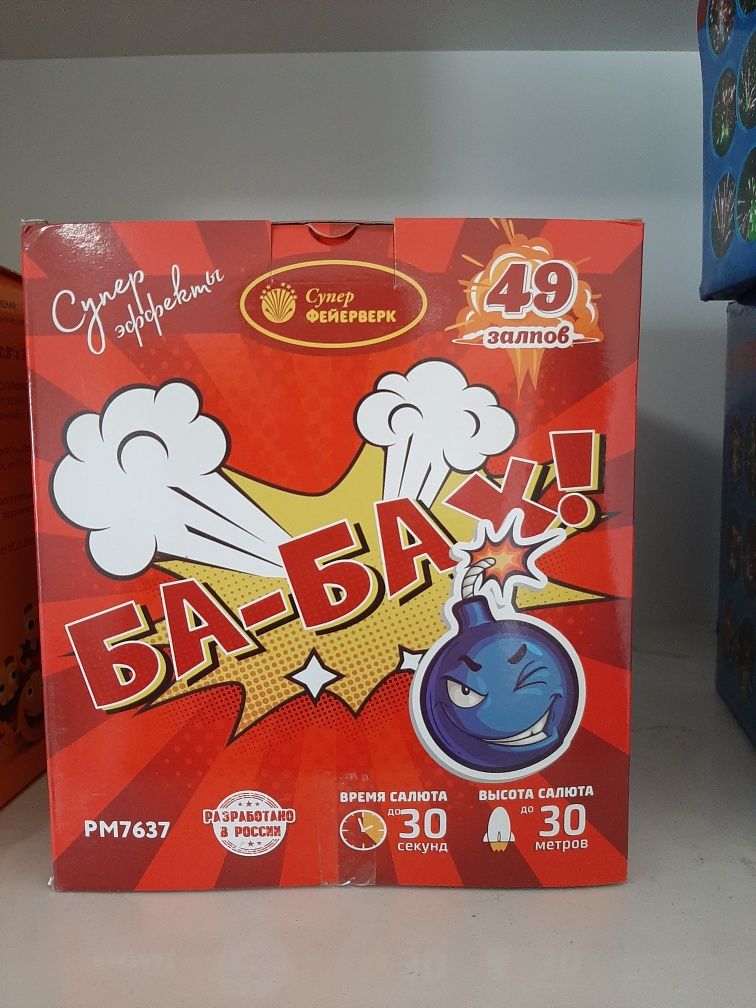 Супер
эффекты
Супер
ФЕЙЕРВЕРК
49
залпов
БА-БАХ!
РМ7637
РАЗРАБОТАНО
В РОССИИ
ВРЕМЯ САЛЮТА
до 30
секунд
ВЫСОТА САЛЮТА
до 30
метров